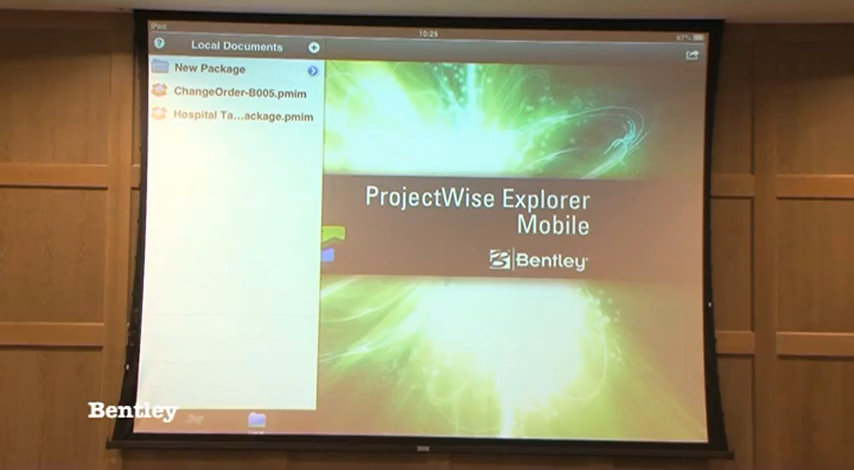 iPad
10:26
87%
Local Documents
New Package
ChangeOrder-B005.pmim
Hospital Ta...ackage.pmim
ProjectWise Explorer
Mobile
Bentley
Bentley